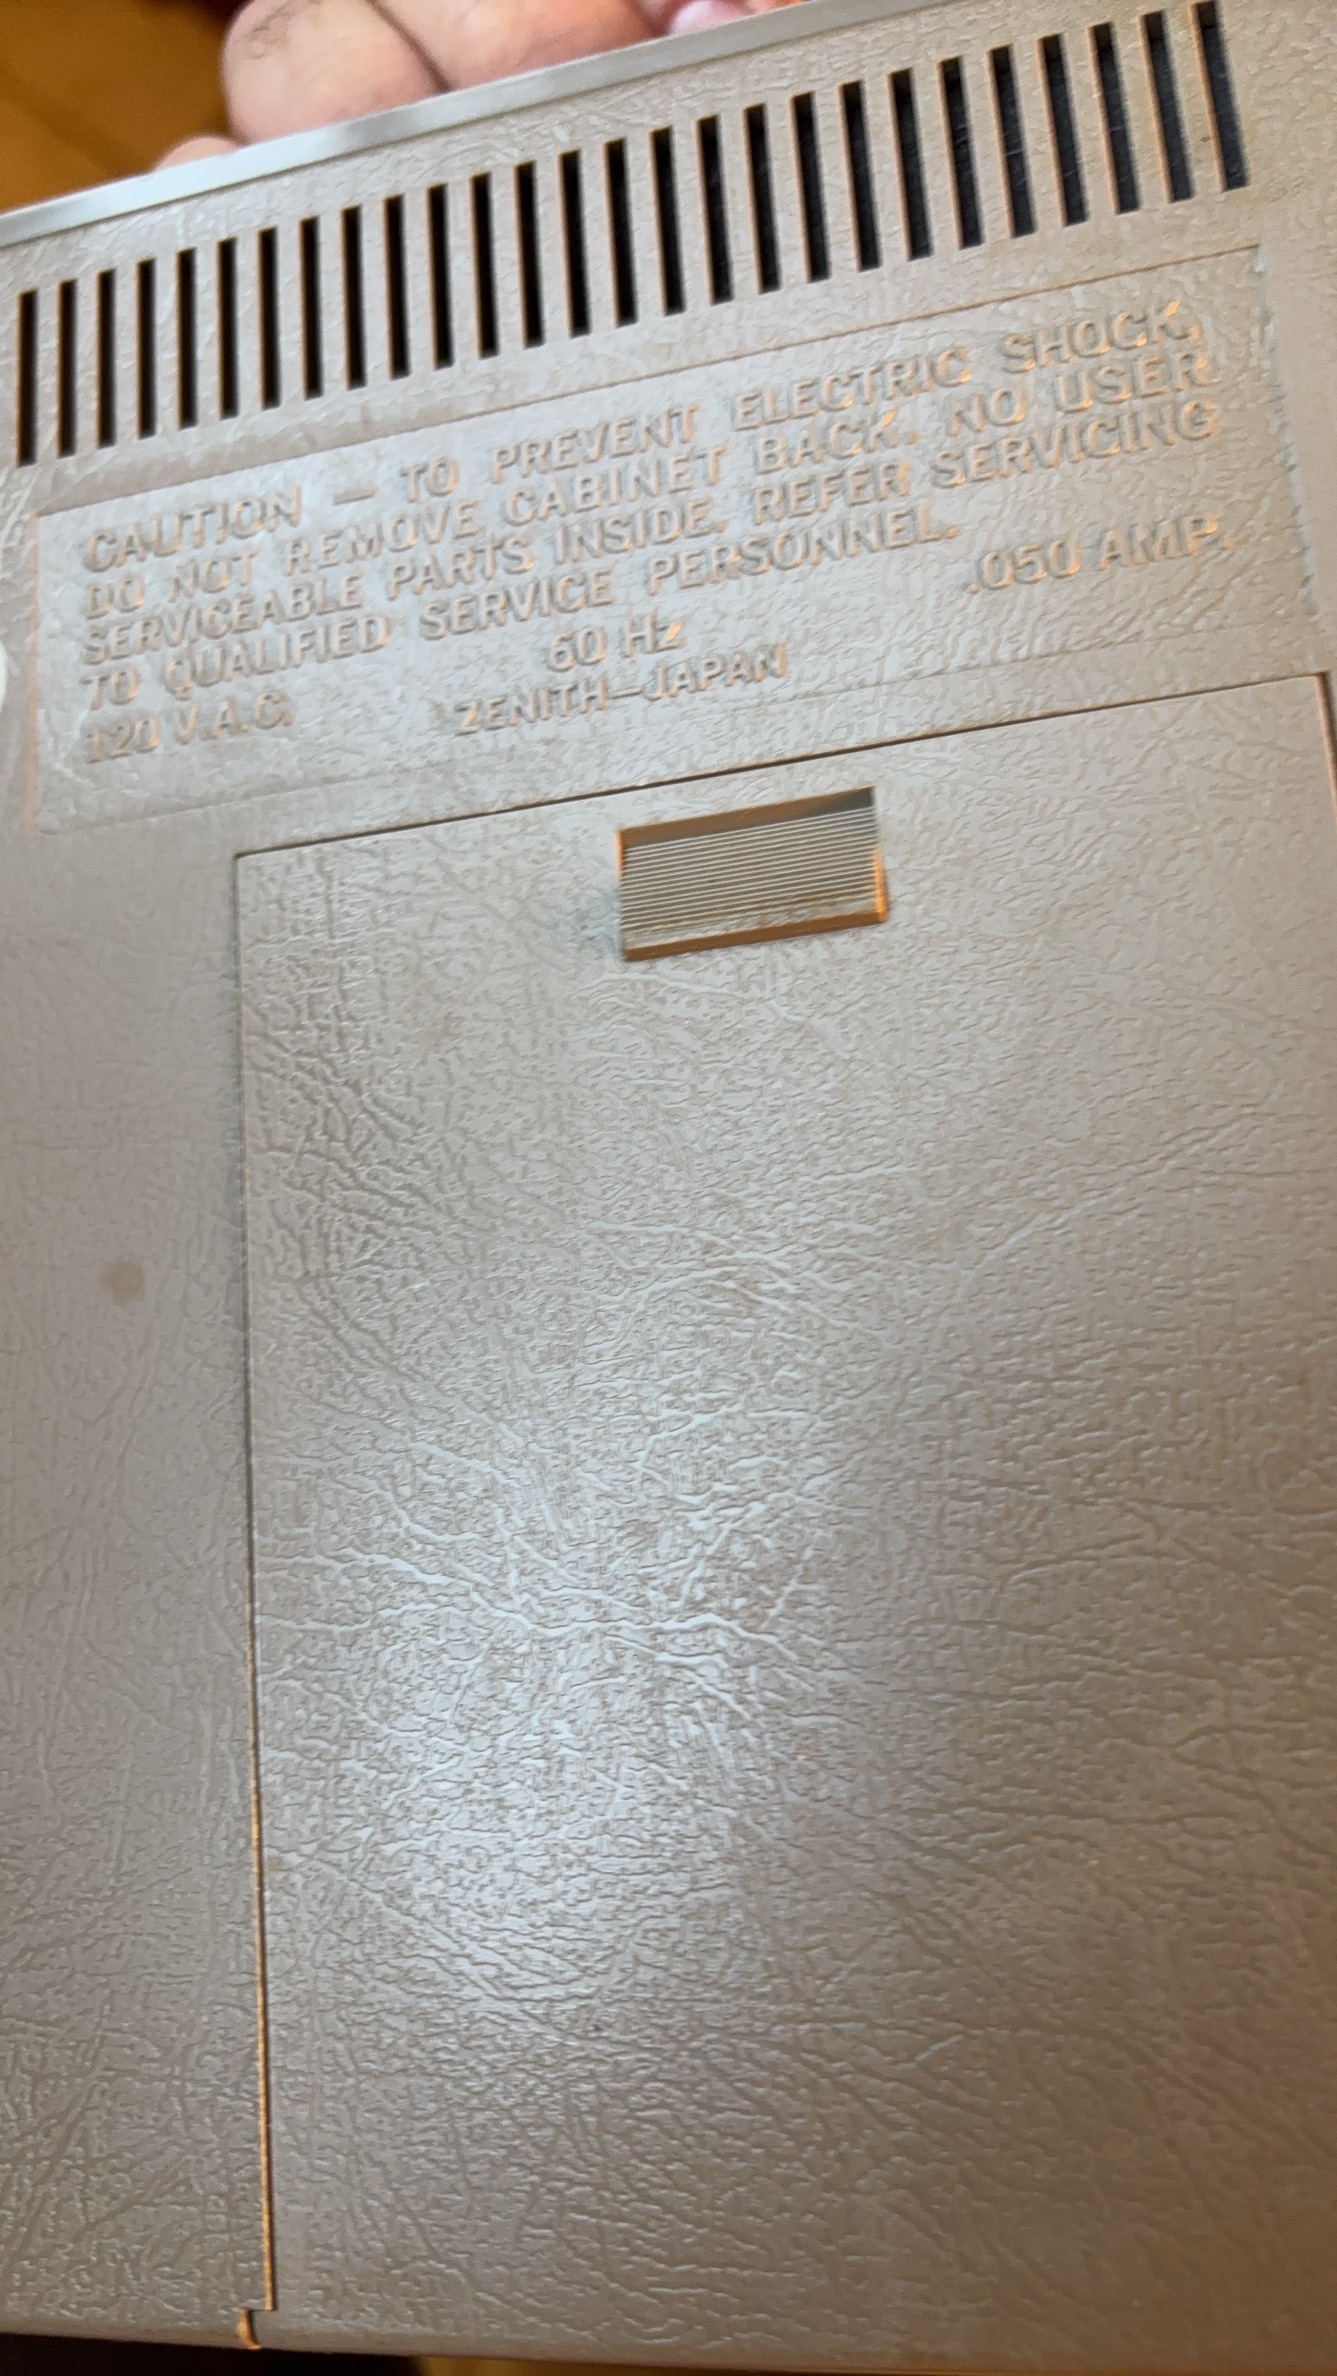 CAUTION — TO PREVENT ELECTRIC SHOCK,
DO NOT REMOVE CABINET BACK. NO USER
SERVICEABLE PARTS INSIDE. REFER SERVICING
TO QUALIFIED SERVICE PERSONNEL.
120 V.A.C. 60 Hz .050 AMP.
ZENITH—JAPAN